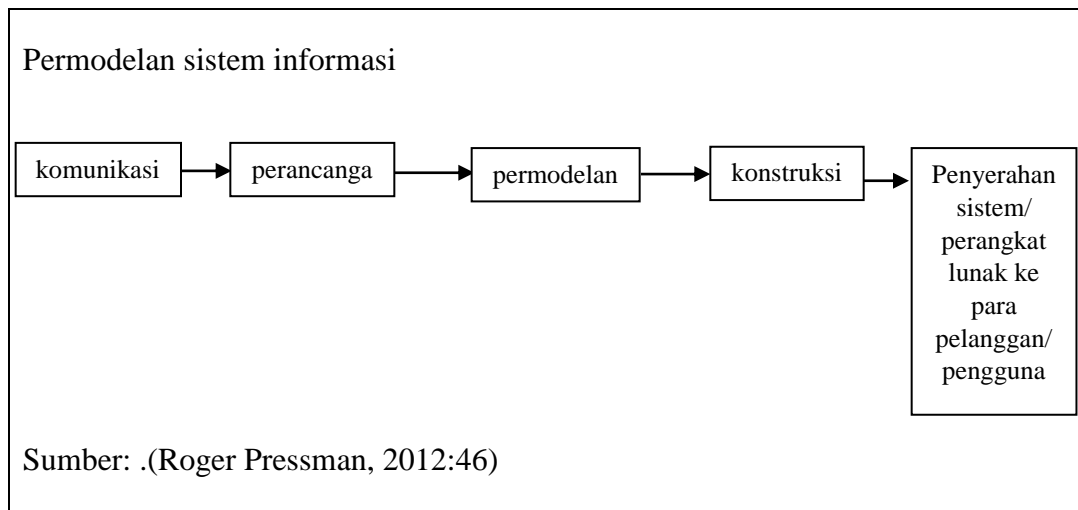 Permodelan sistem informasi
komunikasi
perancanga
permodelan
konstruksi
Penyerahan
sistem/
perangkat
lunak ke
para
pelanggan/
pengguna
Sumber: .(Roger Pressman, 2012:46)